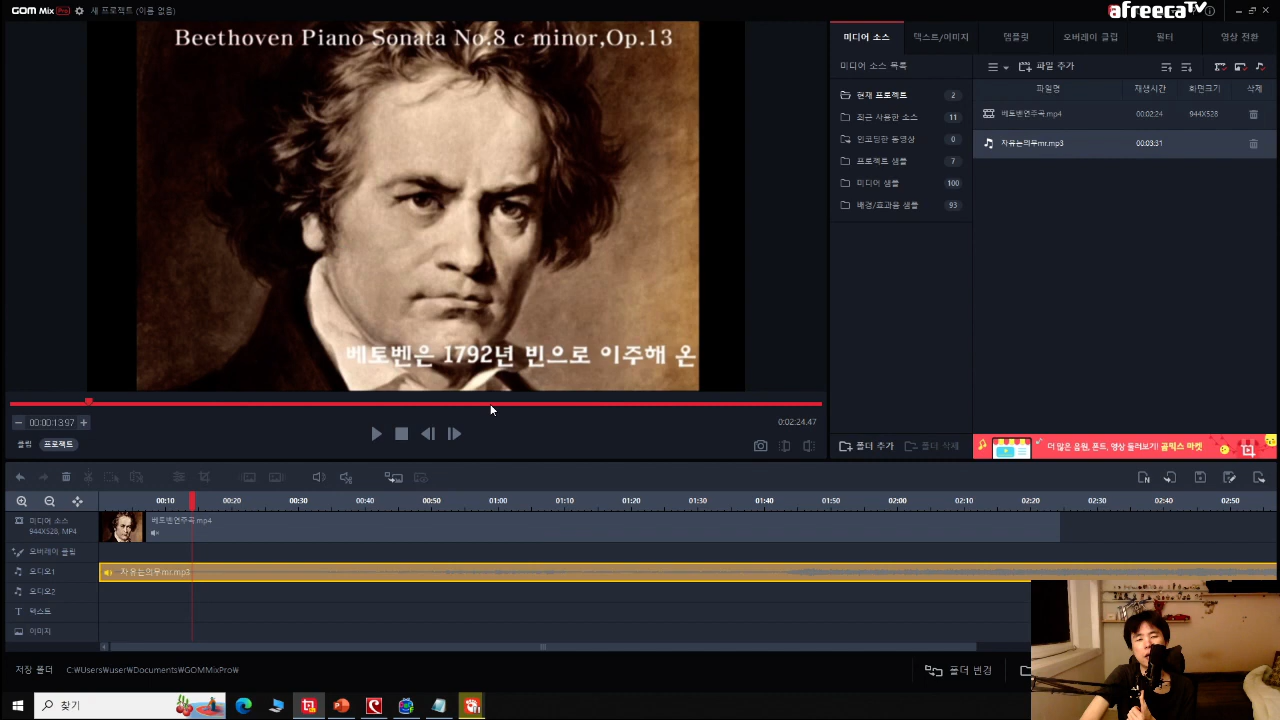 GOM Mix Pro 새 프로젝트 (이름 없음)
afreecaTV
Beethoven Piano Sonata No.8 c minor,Op.13
베토벤은 1792년 빈으로 이주해 온
00:00:13.97
0:02:24.47
클립 프로젝트
미디어 소스 텍스트/이미지 템플릿 오버레이 클립 필터 영상 전환
미디어 소스 목록
파일 추가
현재 프로젝트 2
최근 사용한 소스 11
인코딩한 동영상 0
프로젝트 샘플 7
미디어 샘플 100
배경/효과음 샘플 93
파일명 재생시간 화면크기 삭제
베토벤연주곡.mp4 00:02:24 944X528
자유는의무mr.mp3 00:03:31
폴더 추가 폴더 삭제
더 많은 음원, 폰트, 영상 둘러보기! 곰믹스 마켓
00:10 00:20 00:30 00:40 00:50 01:00 01:10 01:20 01:30 01:40 01:50 02:00 02:10 02:20 02:30 02:40 02:50
미디어 소스
944X528, MP4
베토벤연주곡.mp4
오버레이 클립
오디오1
자유는의무mr.mp3
오디오2
텍스트
이미지
저장 폴더 C:₩Users₩user₩Documents₩GOMMixPro₩
폴더 변경
찾기